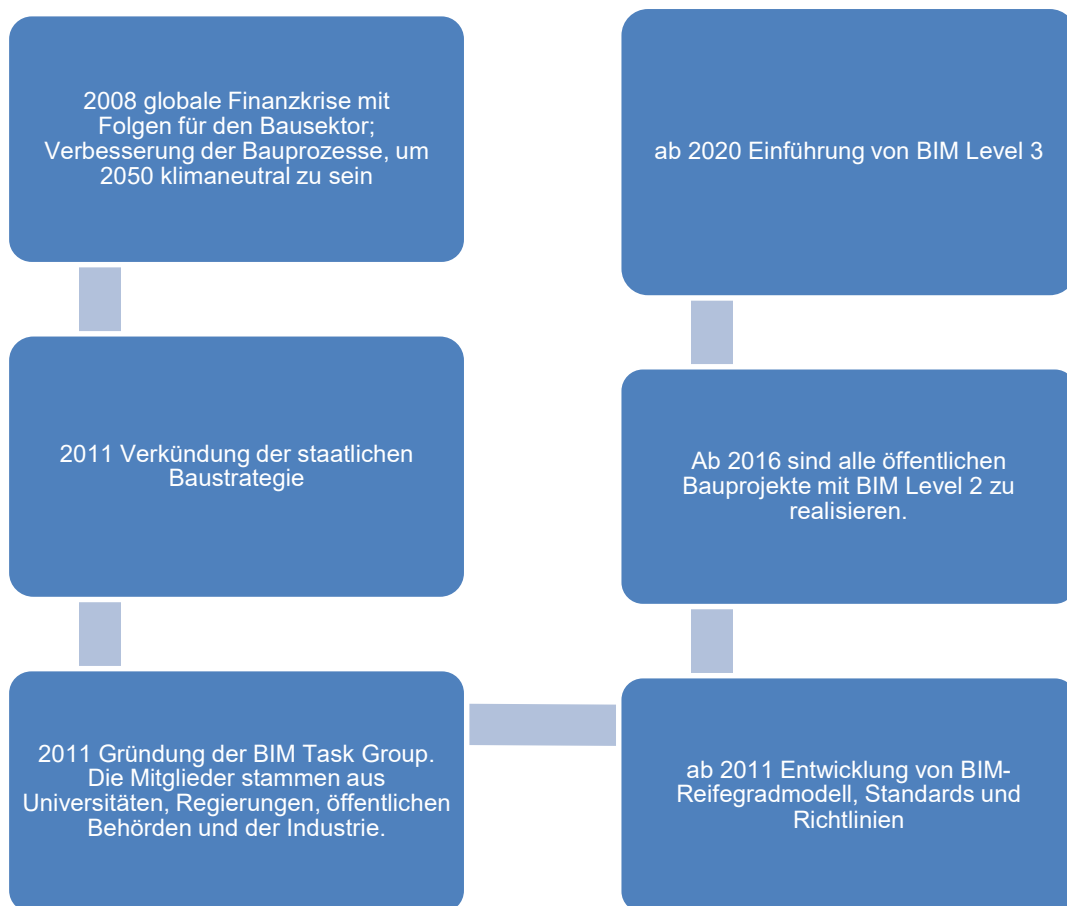 2008 globale Finanzkrise mit
Folgen für den Bausektor;
Verbesserung der Bauprozesse, um
2050 klimaneutral zu sein
2011 Verkündung der staatlichen
Baustrategie
2011 Gründung der BIM Task Group.
Die Mitglieder stammen aus
Universitäten, Regierungen, öffentlichen
Behörden und der Industrie.
ab 2011 Entwicklung von BIM-
Reifegradmodell, Standards und
Richtlinien
Ab 2016 sind alle öffentlichen
Bauprojekte mit BIM Level 2 zu
realisieren.
ab 2020 Einführung von BIM Level 3